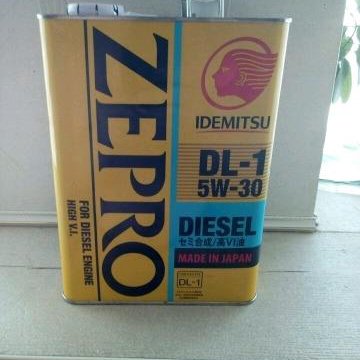 ZEPRO
FOR DIESEL ENGINE
HIGH V.I.
IDEMITSU
DL-1
5W-30
DIESEL
セミ合成/高VI油
MADE IN JAPAN
DL-1